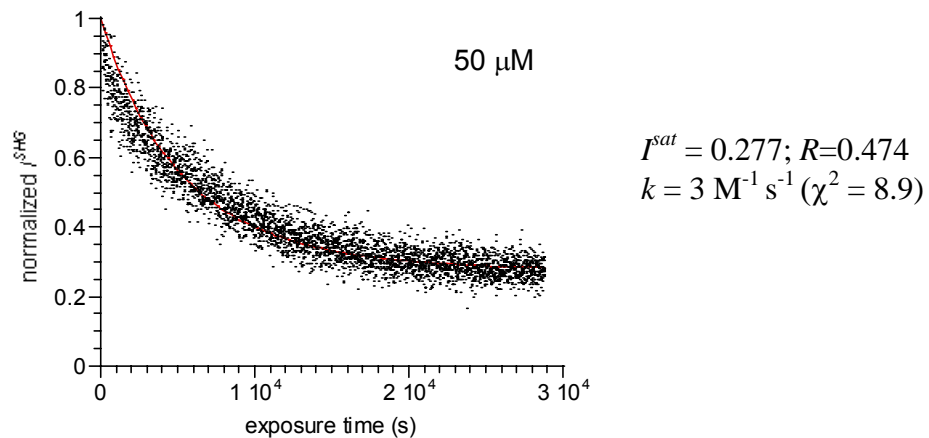 1
0.8
0.6
0.4
0.2
0
normalized I^SHG
50 μM
0
1 10^4
2 10^4
3 10^4
exposure time (s)
I^sat = 0.277; R=0.474
k = 3 M^-1 s^-1 (χ^2 = 8.9)